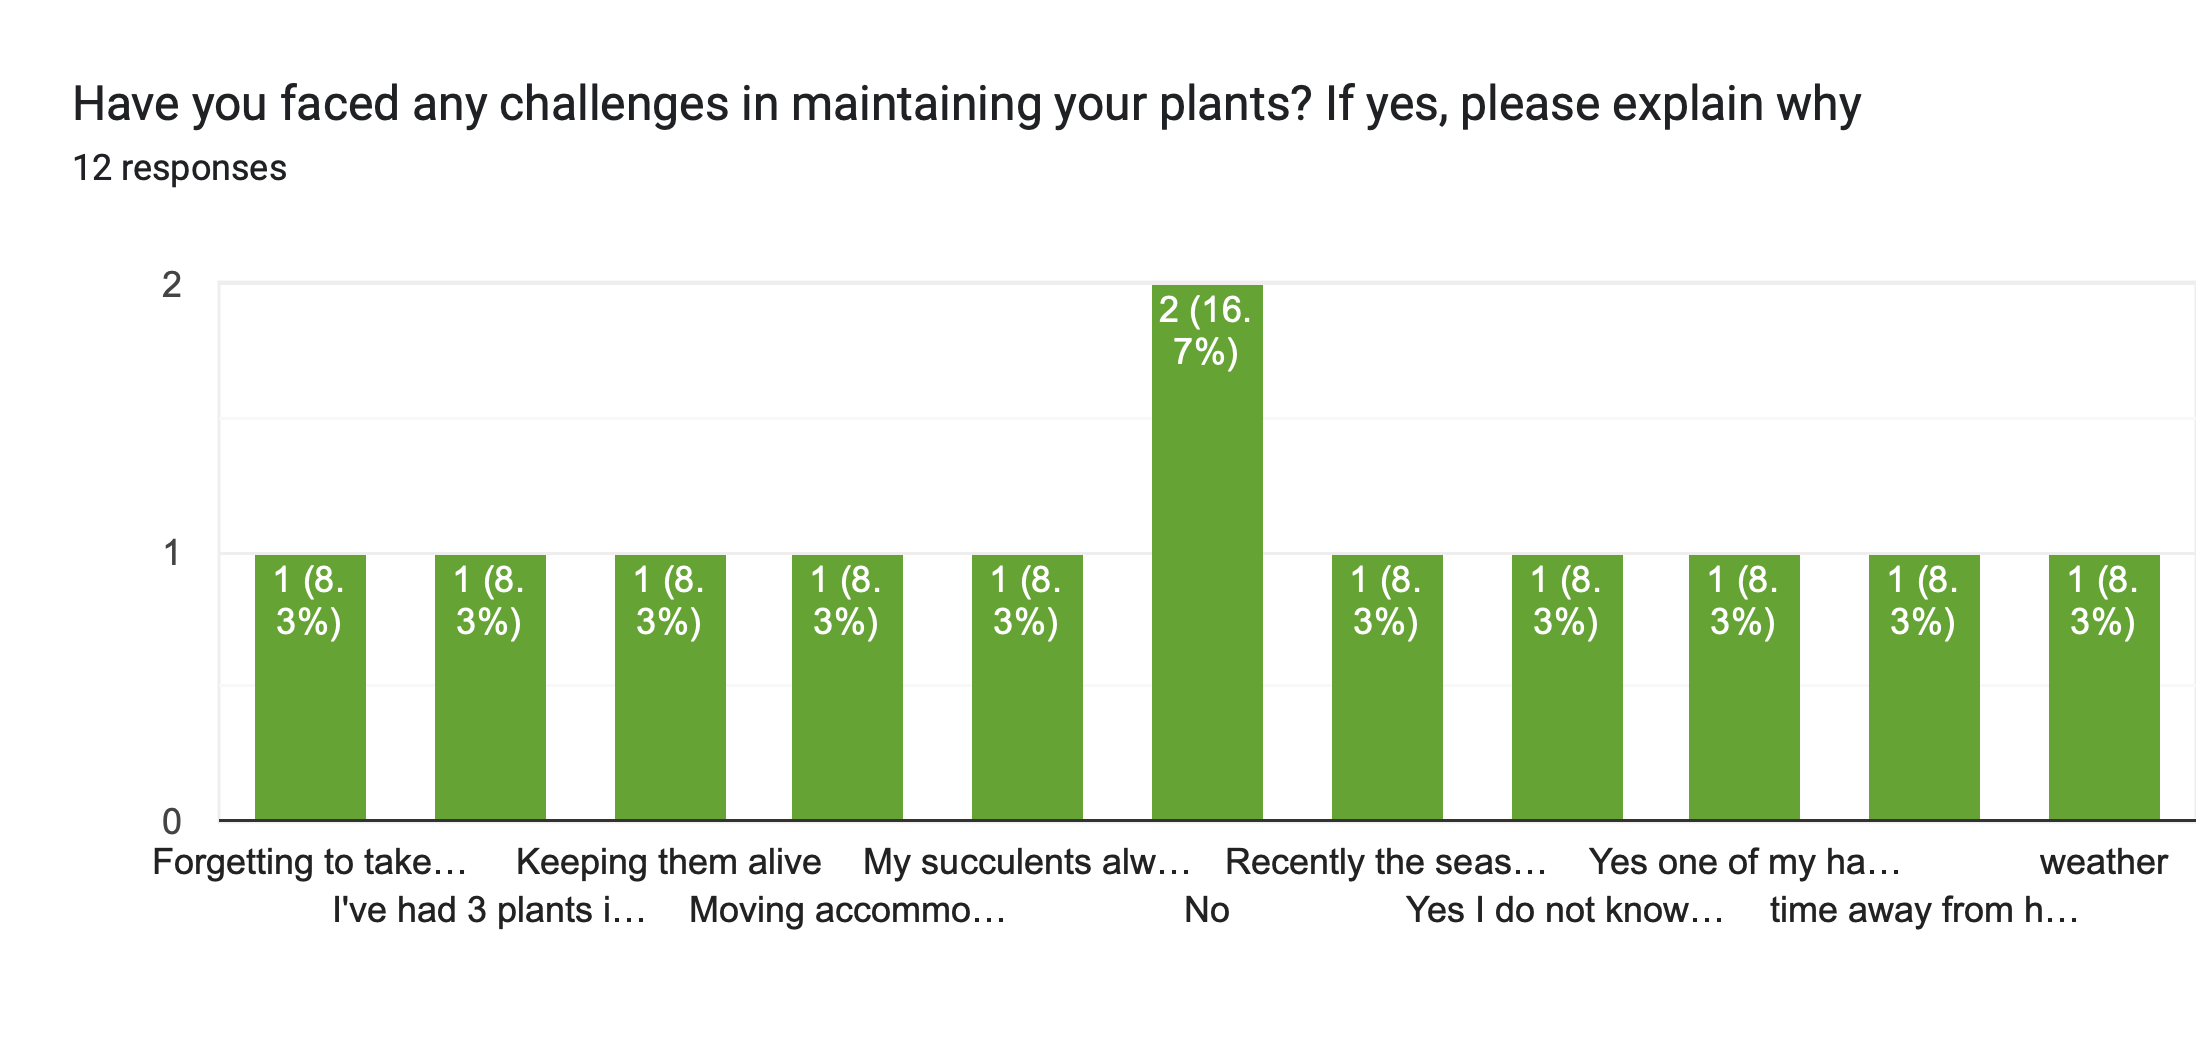 Have you faced any challenges in maintaining your plants? If yes, please explain why
12 responses
2
1
0
1 (8.
3%)
1 (8.
3%)
1 (8.
3%)
1 (8.
3%)
1 (8.
3%)
2 (16.
7%)
1 (8.
3%)
1 (8.
3%)
1 (8.
3%)
1 (8.
3%)
1 (8.
3%)
Forgetting to take…
I've had 3 plants i…
Keeping them alive
Moving accommo…
My succulents alw…
No
Recently the seas…
Yes I do not know…
Yes one of my ha…
time away from h…
weather